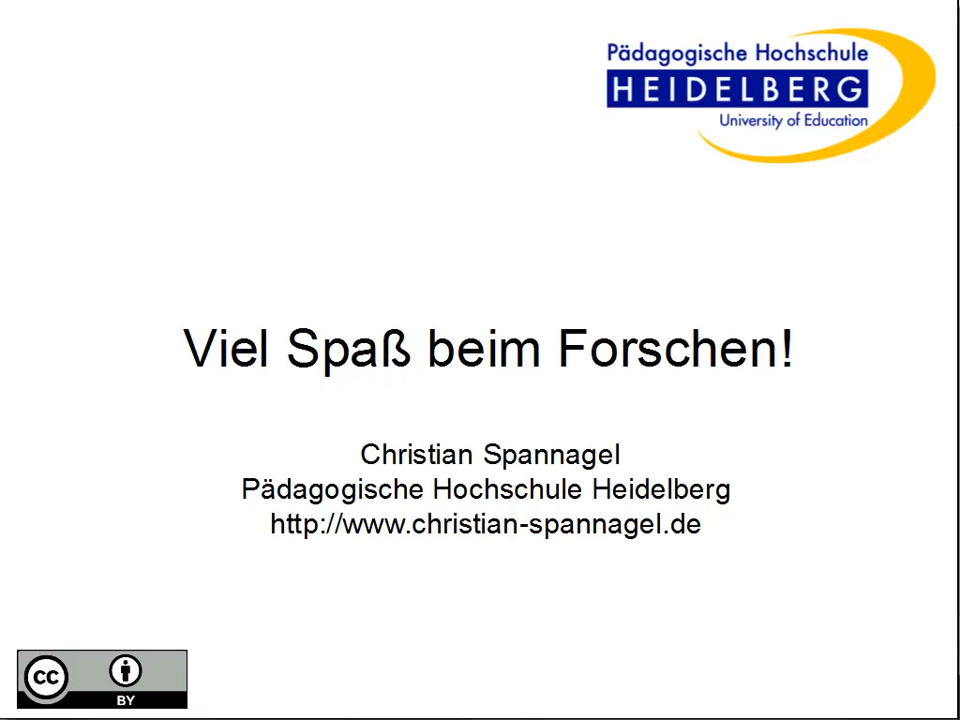 Pädagogische Hochschule
HEIDELBERG
University of Education
Viel Spaß beim Forschen!
Christian Spannagel
Pädagogische Hochschule Heidelberg
http://www.christian-spannagel.de
cc
BY